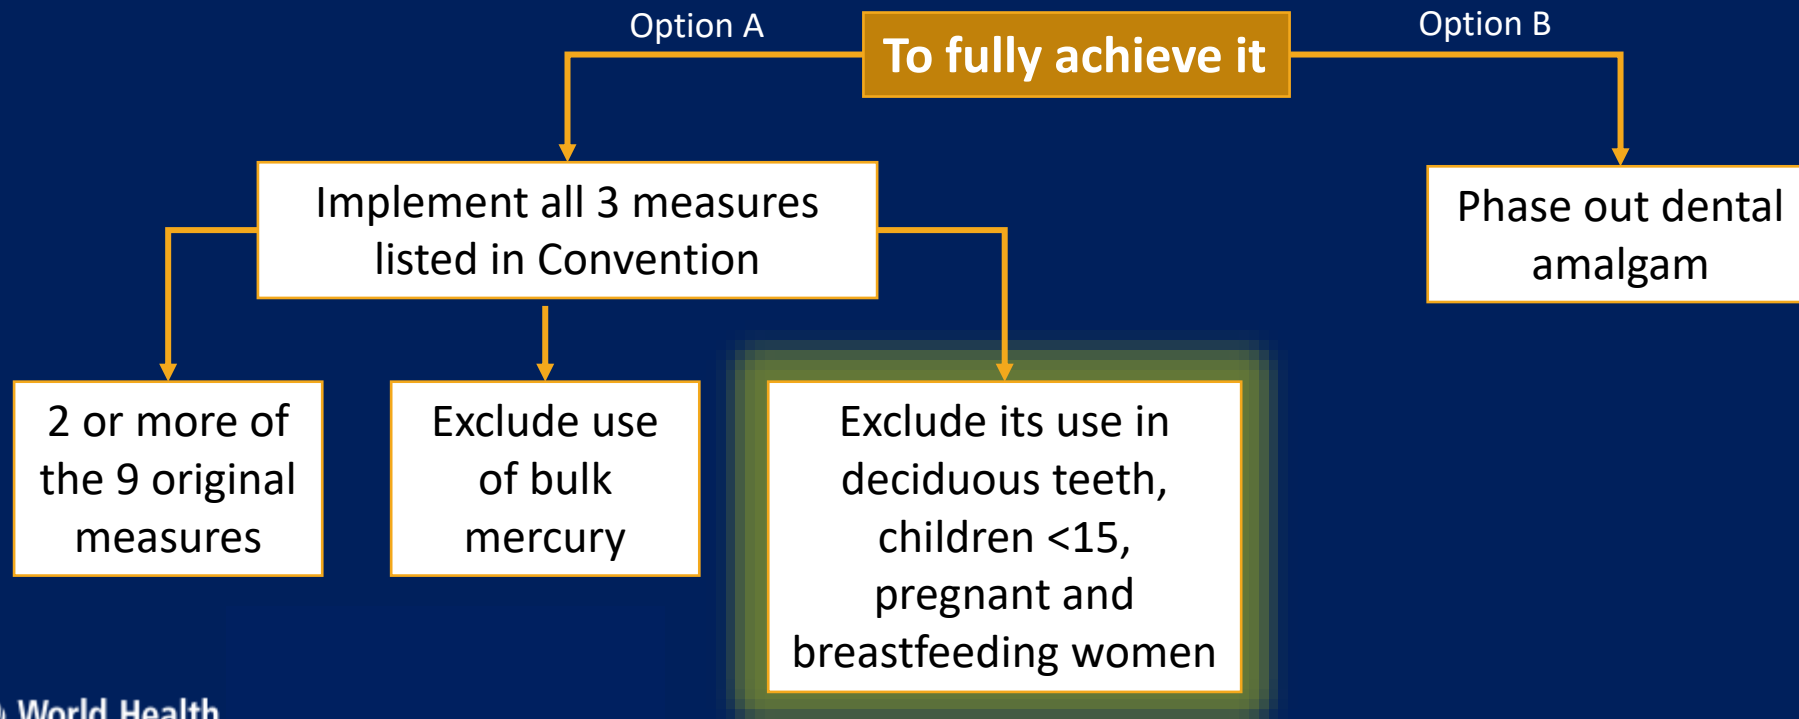 Option A
To fully achieve it
Option B
Implement all 3 measures
listed in Convention
Phase out dental
amalgam
2 or more of
the 9 original
measures
Exclude use
of bulk
mercury
Exclude its use in
deciduous teeth,
children <15,
pregnant and
breastfeeding women
World Health